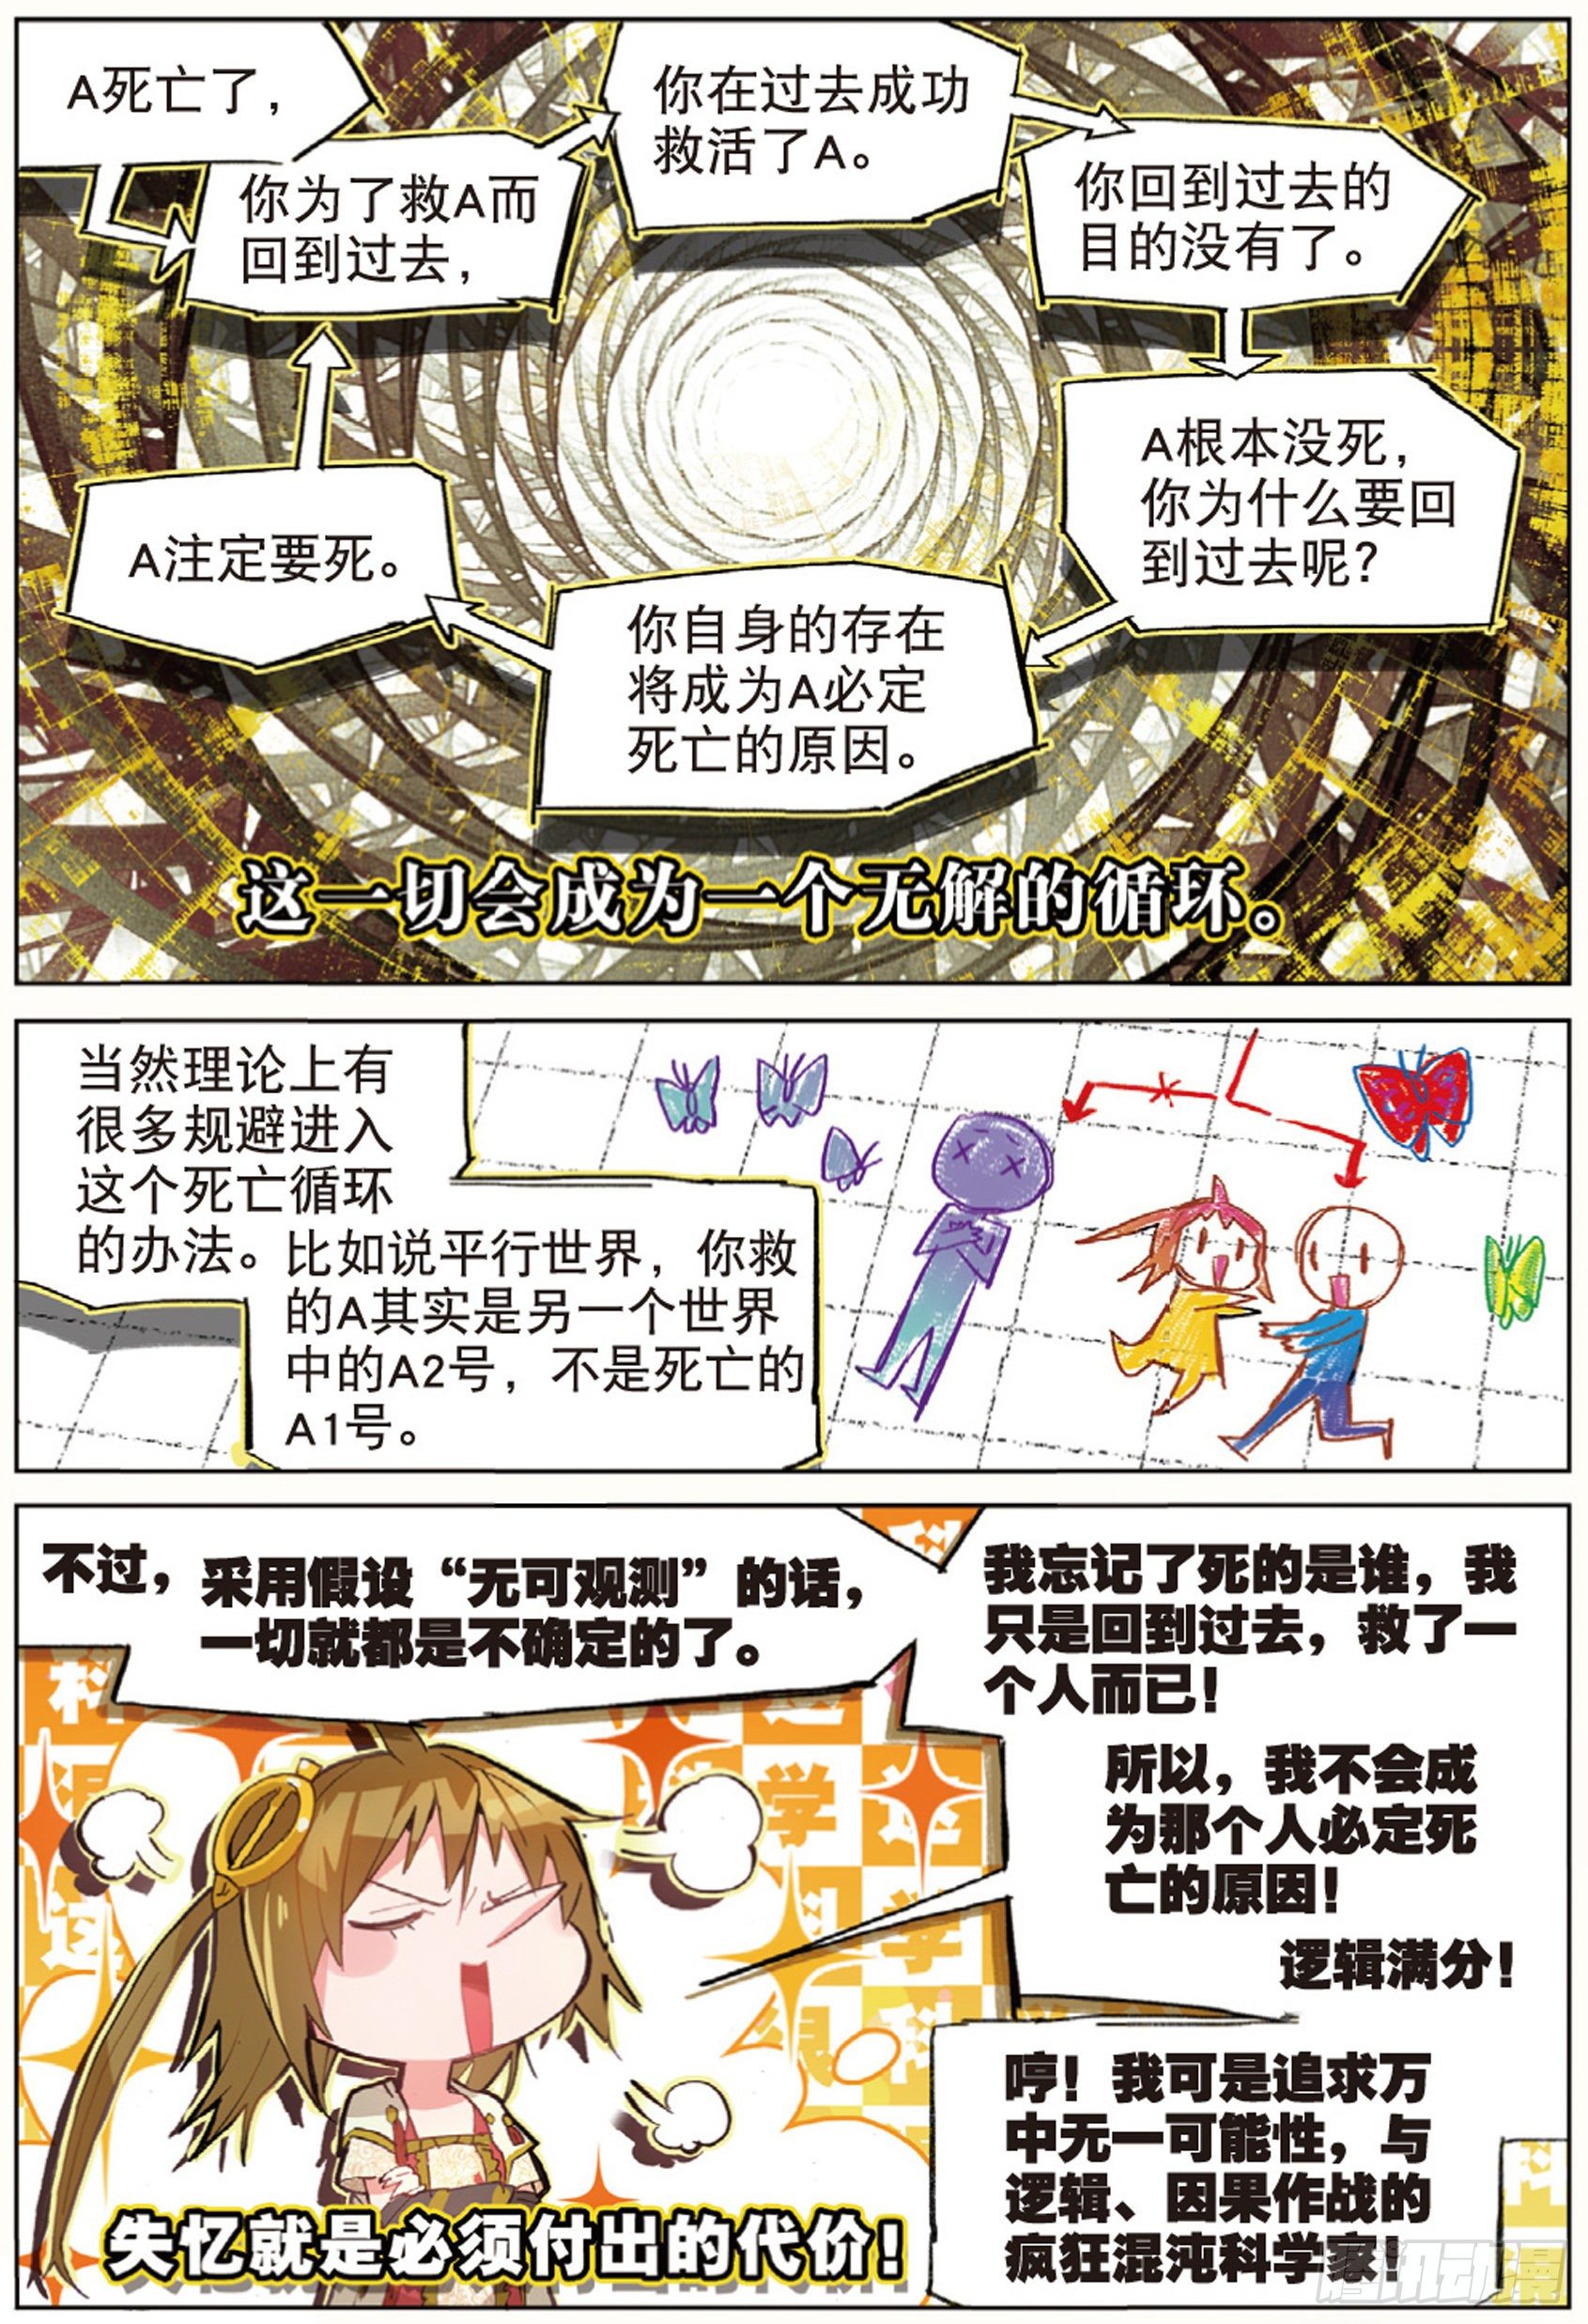 A死亡了，
你为了救A而
回到过去，
你在过去成功
救活了A。
你回到过去的
目的没有了。
A根本没死，
你为什么要回
到过去呢？
你自身的存在
将成为A必定
死亡的原因。
A注定要死。
这一切会成为一个无解的循环。
当然理论上有
很多规避进入
这个死亡循环
的办法。
比如说平行世界，你救
的A其实是另一个世界
中的A2号，不是死亡的
A1号。
不过，
采用假设“无可观测”的话，
一切就都是不确定的了。
我忘记了死的是谁，我
只是回到过去，救了一
个人而已！
所以，我不会成
为那个人必定死
亡的原因！
逻辑满分！
哼！我可是追求万
中无一可能性，与
逻辑、因果作战的
疯狂混沌科学家！
失忆就是必须付出的代价！
腾讯动漫